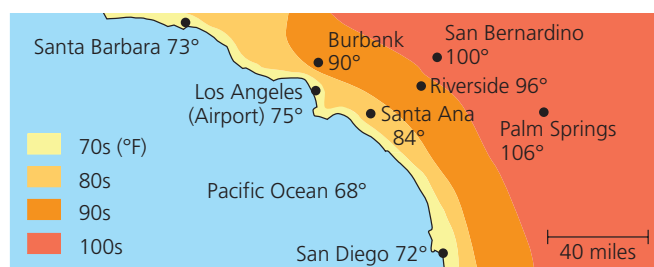 Santa Barbara 73°
Burbank
90°
San Bernardino
100°
Los Angeles
(Airport) 75°
Riverside 96°
Santa Ana
84°
Palm Springs
106°
70s (°F)
80s
90s
100s
Pacific Ocean 68°
San Diego 72°
40 miles